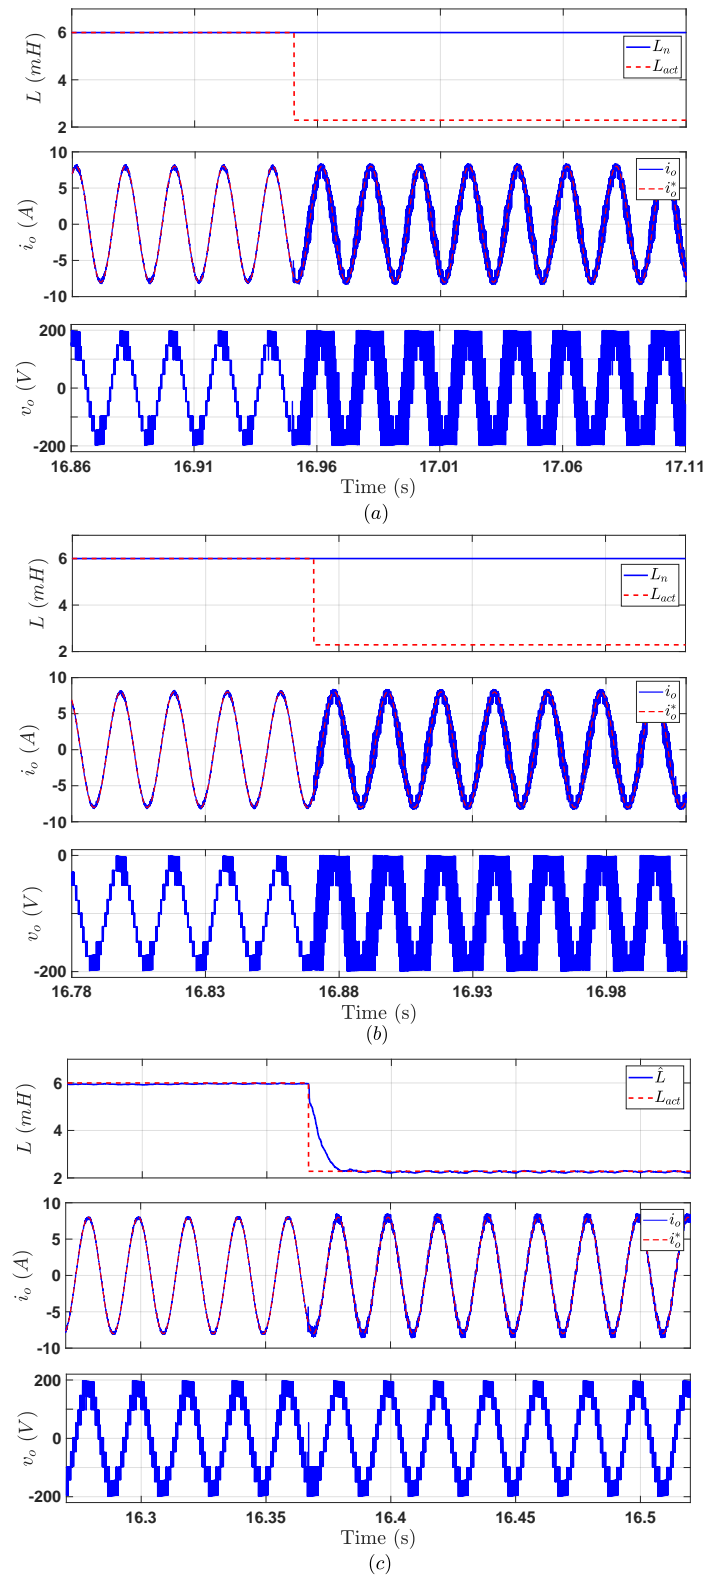 L (mH)
6
4
2
L_n
L_act
i_o (A)
10
5
0
-5
-10
i_o
i_o^*
v_o (V)
200
0
-200
16.86 16.91 16.96 17.01 17.06 17.11
Time (s)
(a)
L (mH)
6
4
2
L_n
L_act
i_o (A)
10
5
0
-5
-10
i_o
i_o^*
v_o (V)
0
-200
16.78 16.83 16.88 16.93 16.98
Time (s)
(b)
L (mH)
6
4
2
L̂
L_act
i_o (A)
10
5
0
-5
-10
i_o
i_o^*
v_o (V)
200
0
-200
16.3 16.35 16.4 16.45 16.5
Time (s)
(c)